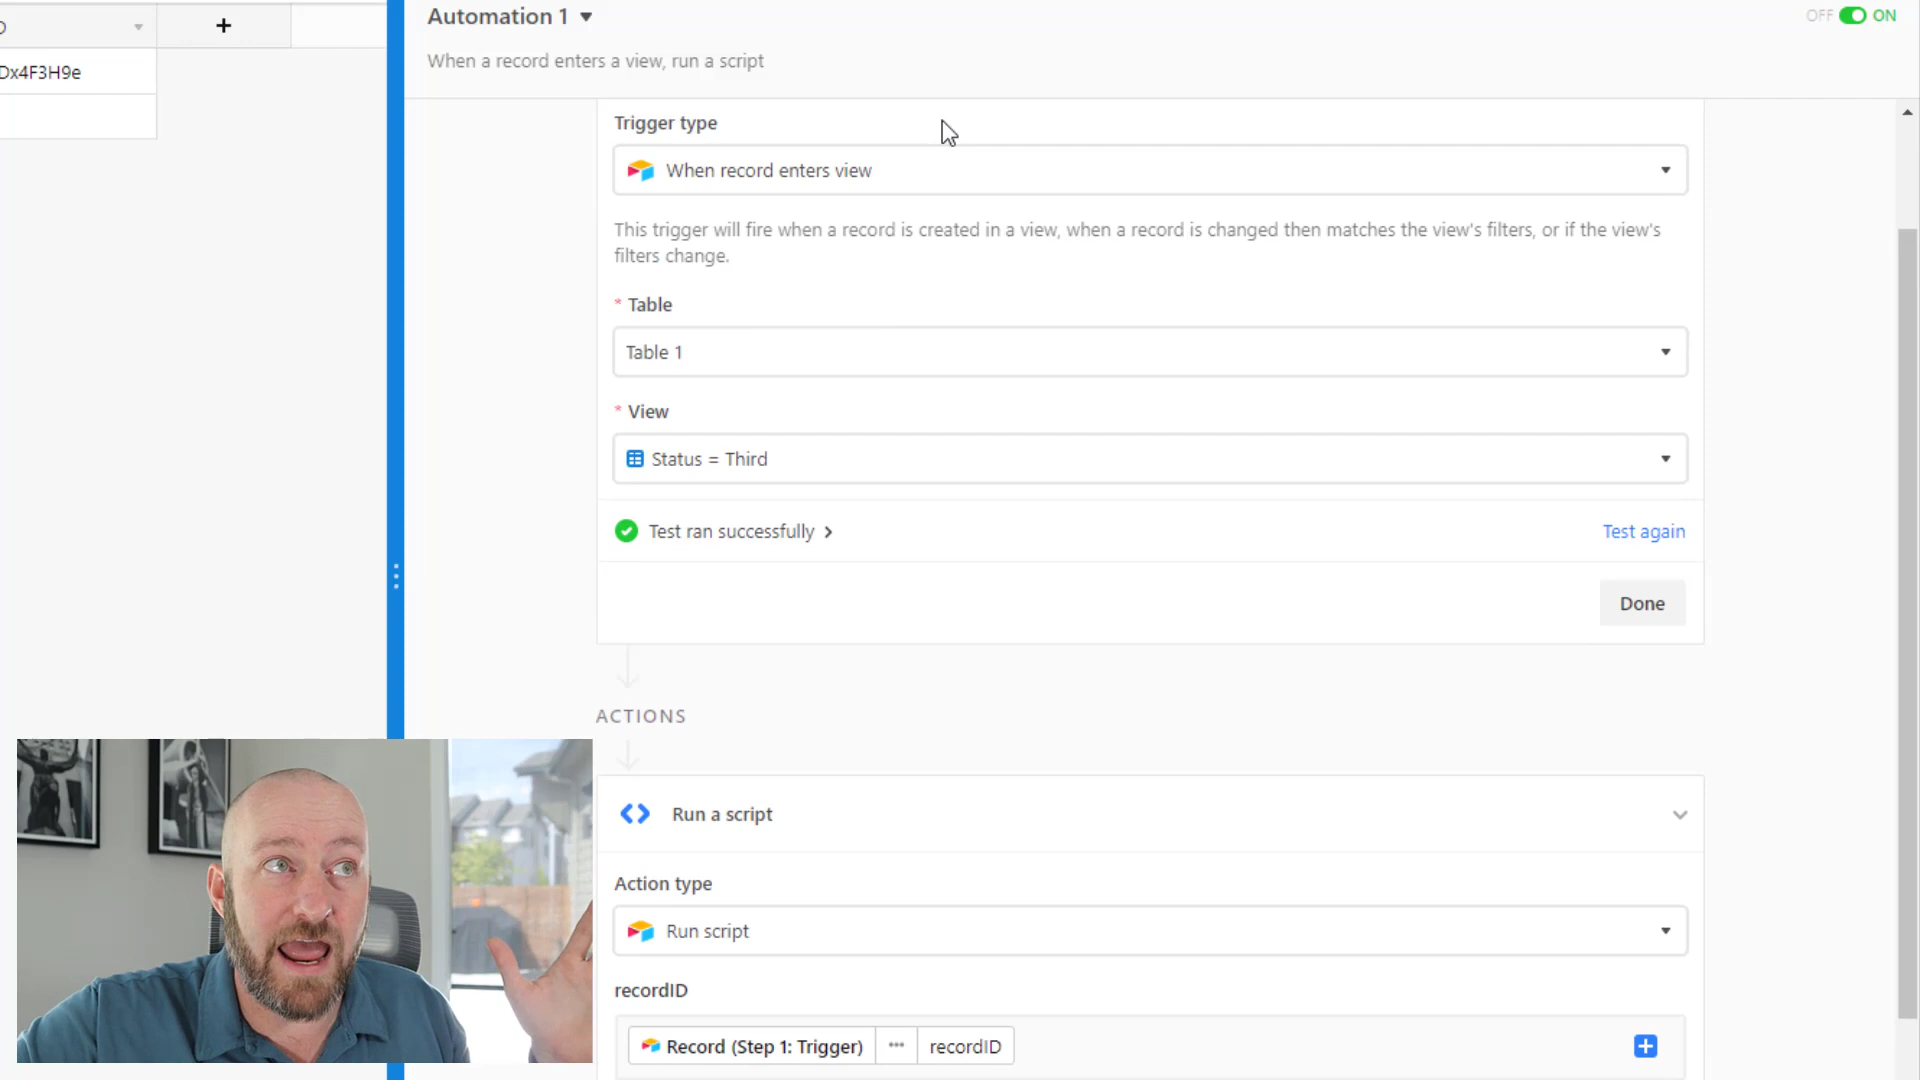 Automation 1
OFF ON
When a record enters a view, run a script
Dx4F3H9e
Trigger type
When record enters view
This trigger will fire when a record is created in a view, when a record is changed then matches the view's filters, or if the view's
filters change.
* Table
Table 1
* View
Status = Third
Test ran successfully
Test again
Done
ACTIONS
Run a script
Action type
Run script
recordID
Record (Step 1: Trigger) ··· recordID